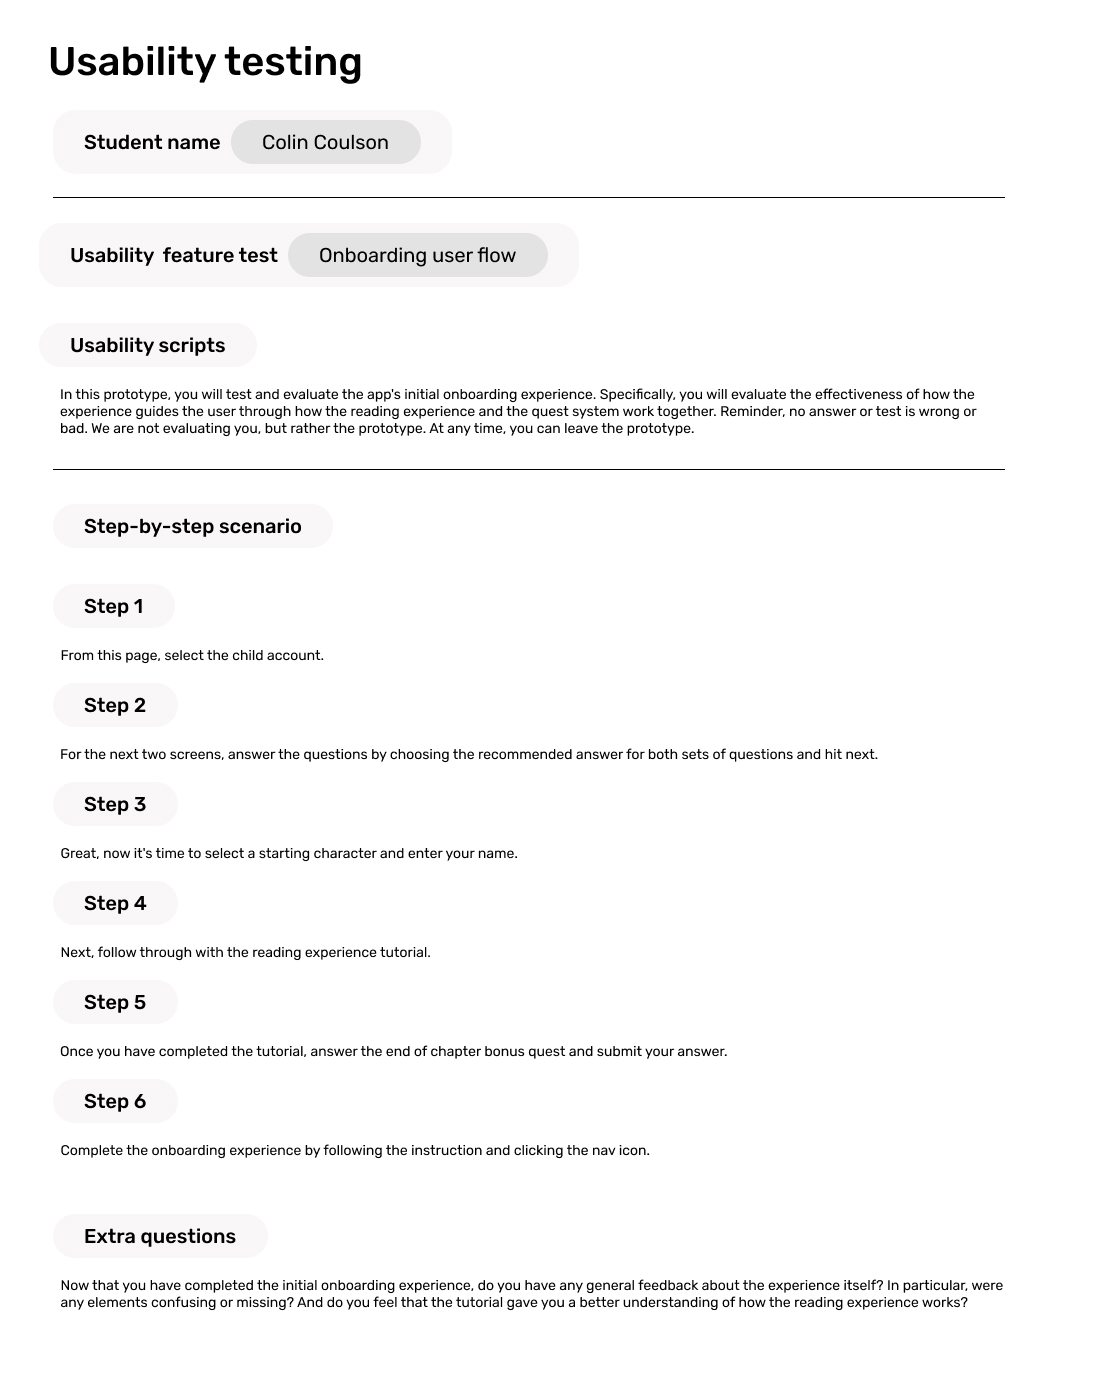 Usability testing
Student name Colin Coulson
Usability feature test Onboarding user flow
Usability scripts
In this prototype, you will test and evaluate the app's initial onboarding experience. Specifically, you will evaluate the effectiveness of how the
experience guides the user through how the reading experience and the quest system work together. Reminder, no answer or test is wrong or
bad. We are not evaluating you, but rather the prototype. At any time, you can leave the prototype.
Step-by-step scenario
Step 1
From this page, select the child account.
Step 2
For the next two screens, answer the questions by choosing the recommended answer for both sets of questions and hit next.
Step 3
Great, now it's time to select a starting character and enter your name.
Step 4
Next, follow through with the reading experience tutorial.
Step 5
Once you have completed the tutorial, answer the end of chapter bonus quest and submit your answer.
Step 6
Complete the onboarding experience by following the instruction and clicking the nav icon.
Extra questions
Now that you have completed the initial onboarding experience, do you have any general feedback about the experience itself? In particular, were
any elements confusing or missing? And do you feel that the tutorial gave you a better understanding of how the reading experience works?